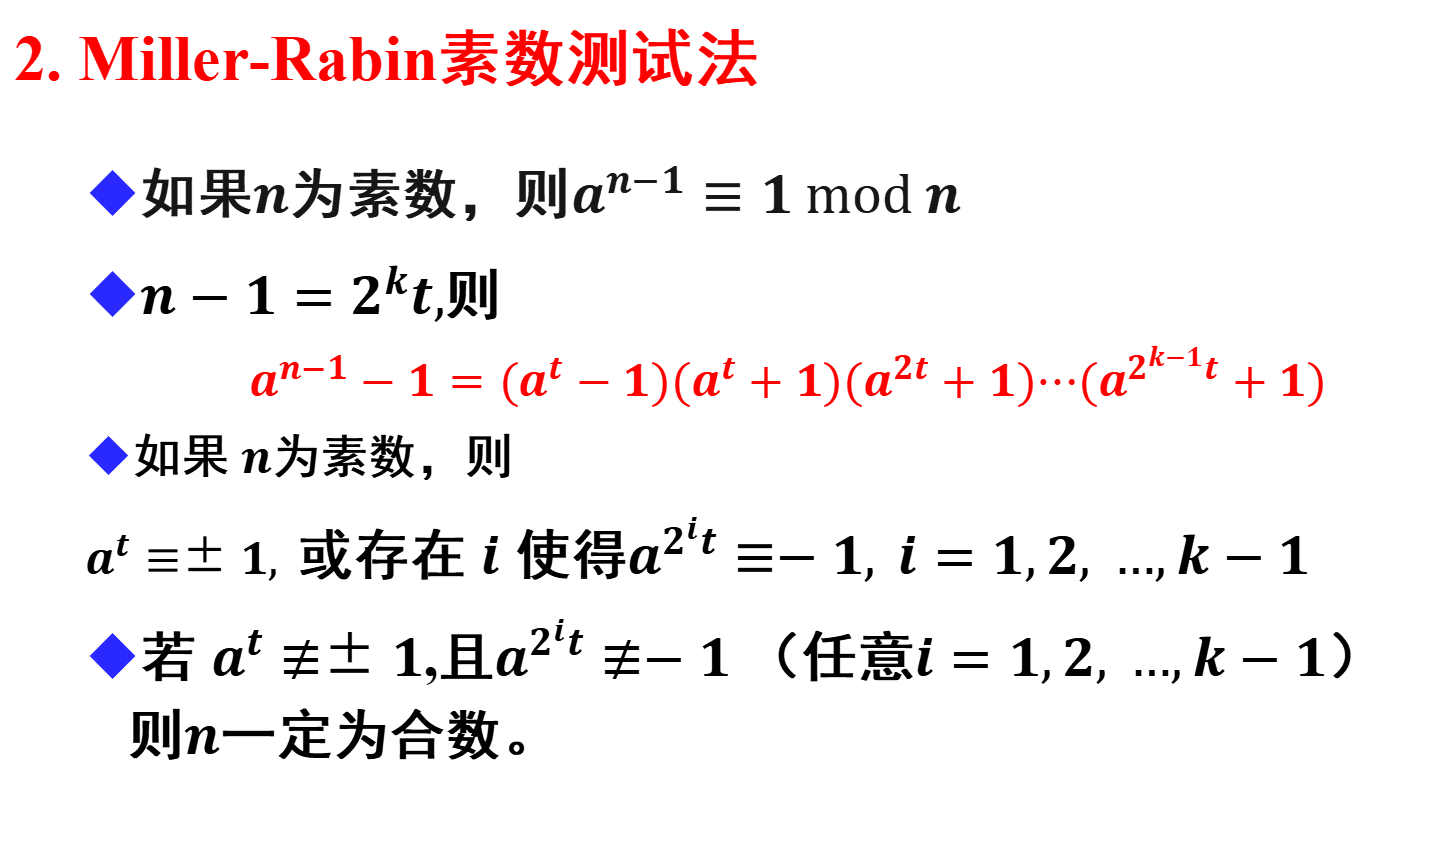 2. Miller-Rabin素数测试法
◆如果n为素数，则aⁿ⁻¹ ≡ 1 mod n
◆n − 1 = 2ᵏt,则
a^{n−1} − 1 = (a^t − 1)(a^t + 1)(a^{2t} + 1)⋯(a^{2^{k−1}t} + 1)
◆如果 n为素数，则
a^t ≡± 1, 或存在 i 使得a^{2^i t} ≡− 1, i = 1, 2, …, k − 1
◆若 a^t ≢± 1,且a^{2^i t} ≢− 1 （任意i = 1, 2, …, k − 1）
则n一定为合数。